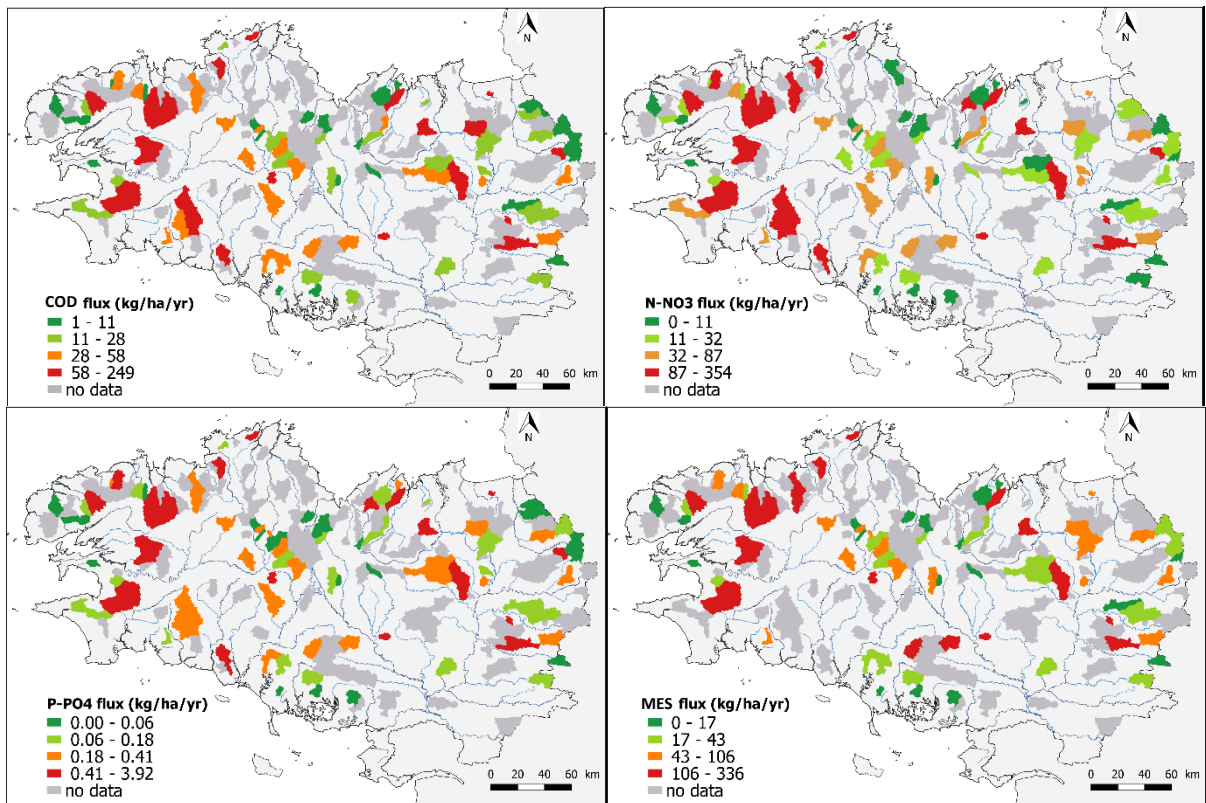 N
COD flux (kg/ha/yr)
1 - 11
11 - 28
28 - 58
58 - 249
no data
0 20 40 60 km
N
N-NO3 flux (kg/ha/yr)
0 - 11
11 - 32
32 - 87
87 - 354
no data
0 20 40 60 km
N
P-PO4 flux (kg/ha/yr)
0.00 - 0.06
0.06 - 0.18
0.18 - 0.41
0.41 - 3.92
no data
0 20 40 60 km
N
MES flux (kg/ha/yr)
0 - 17
17 - 43
43 - 106
106 - 336
no data
0 20 40 60 km